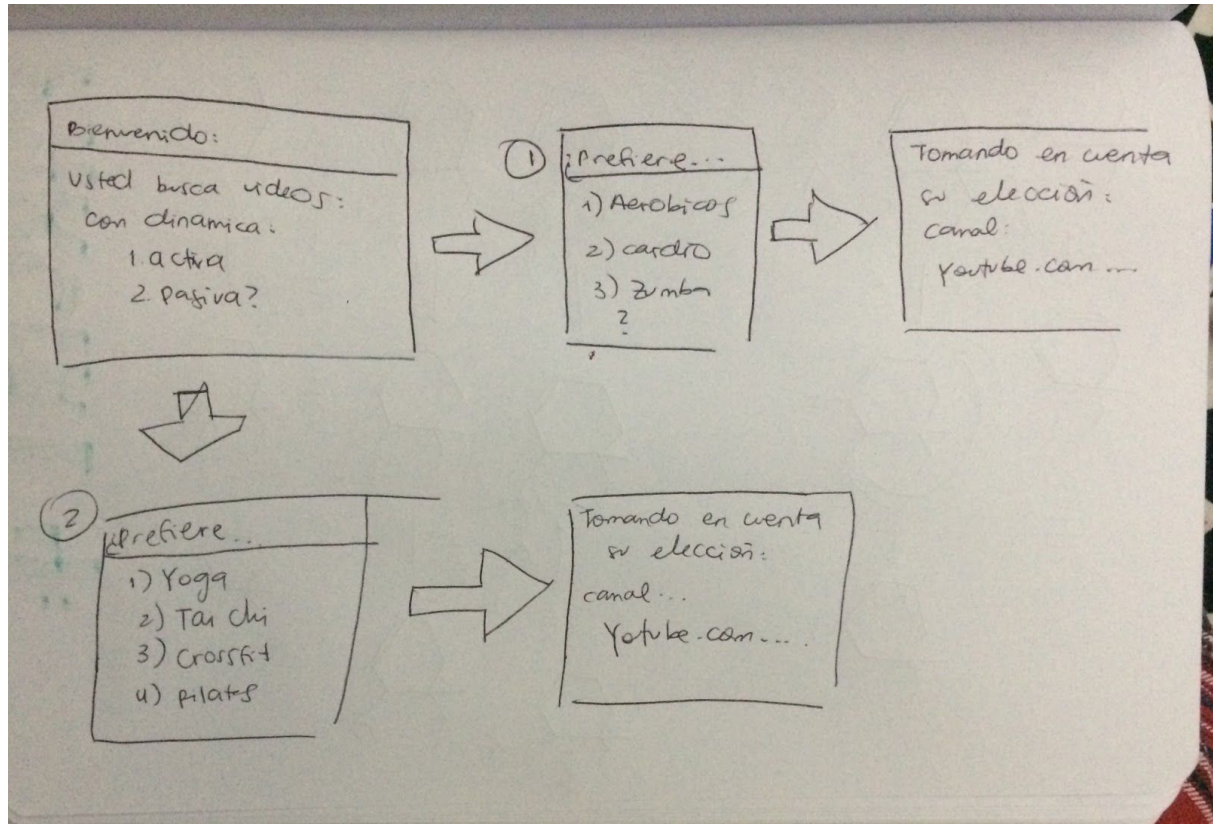 Bienvenido:
Usted busca videos:
con dinamica:
1. activa
2. Pasiva?
1
¿Prefiere...
1) Aerobicos
2) cardio
3) Zumba
?
Tomando en cuenta
su elección:
canal:
Youtube.com ...
2
¿Prefiere...
1) Yoga
2) Tai chi
3) Crossfit
4) pilates
Tomando en cuenta
su elección:
canal...
Yotube.com....